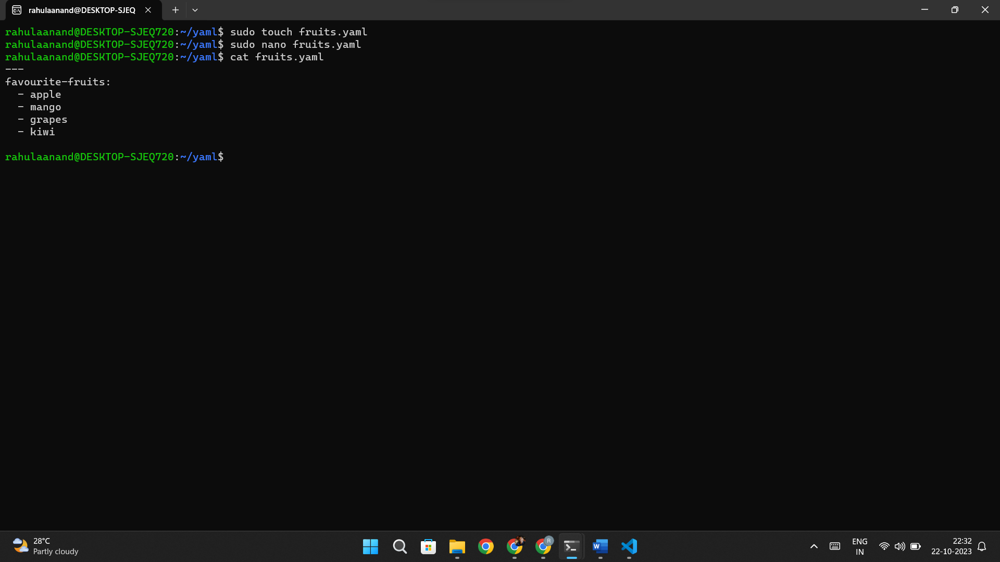 rahulaanand@DESKTOP-SJEQ
rahulaanand@DESKTOP-SJEQ720:~/yaml$ sudo touch fruits.yaml
rahulaanand@DESKTOP-SJEQ720:~/yaml$ sudo nano fruits.yaml
rahulaanand@DESKTOP-SJEQ720:~/yaml$ cat fruits.yaml
---
favourite-fruits:
  - apple
  - mango
  - grapes
  - kiwi
rahulaanand@DESKTOP-SJEQ720:~/yaml$
28°C
Partly cloudy
R
W
ENG
IN
22:32
22-10-2023